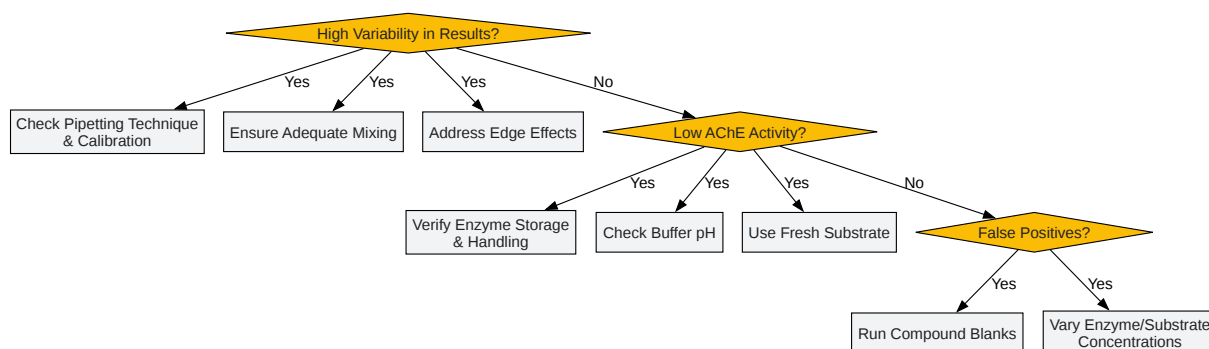 High Variability in Results?
Yes
Yes
Yes
No
Check Pipetting Technique
& Calibration
Ensure Adequate Mixing
Address Edge Effects
Low AChE Activity?
Yes
Yes
Yes
No
Verify Enzyme Storage
& Handling
Check Buffer pH
Use Fresh Substrate
False Positives?
Yes
Yes
Run Compound Blanks
Vary Enzyme/Substrate
Concentrations